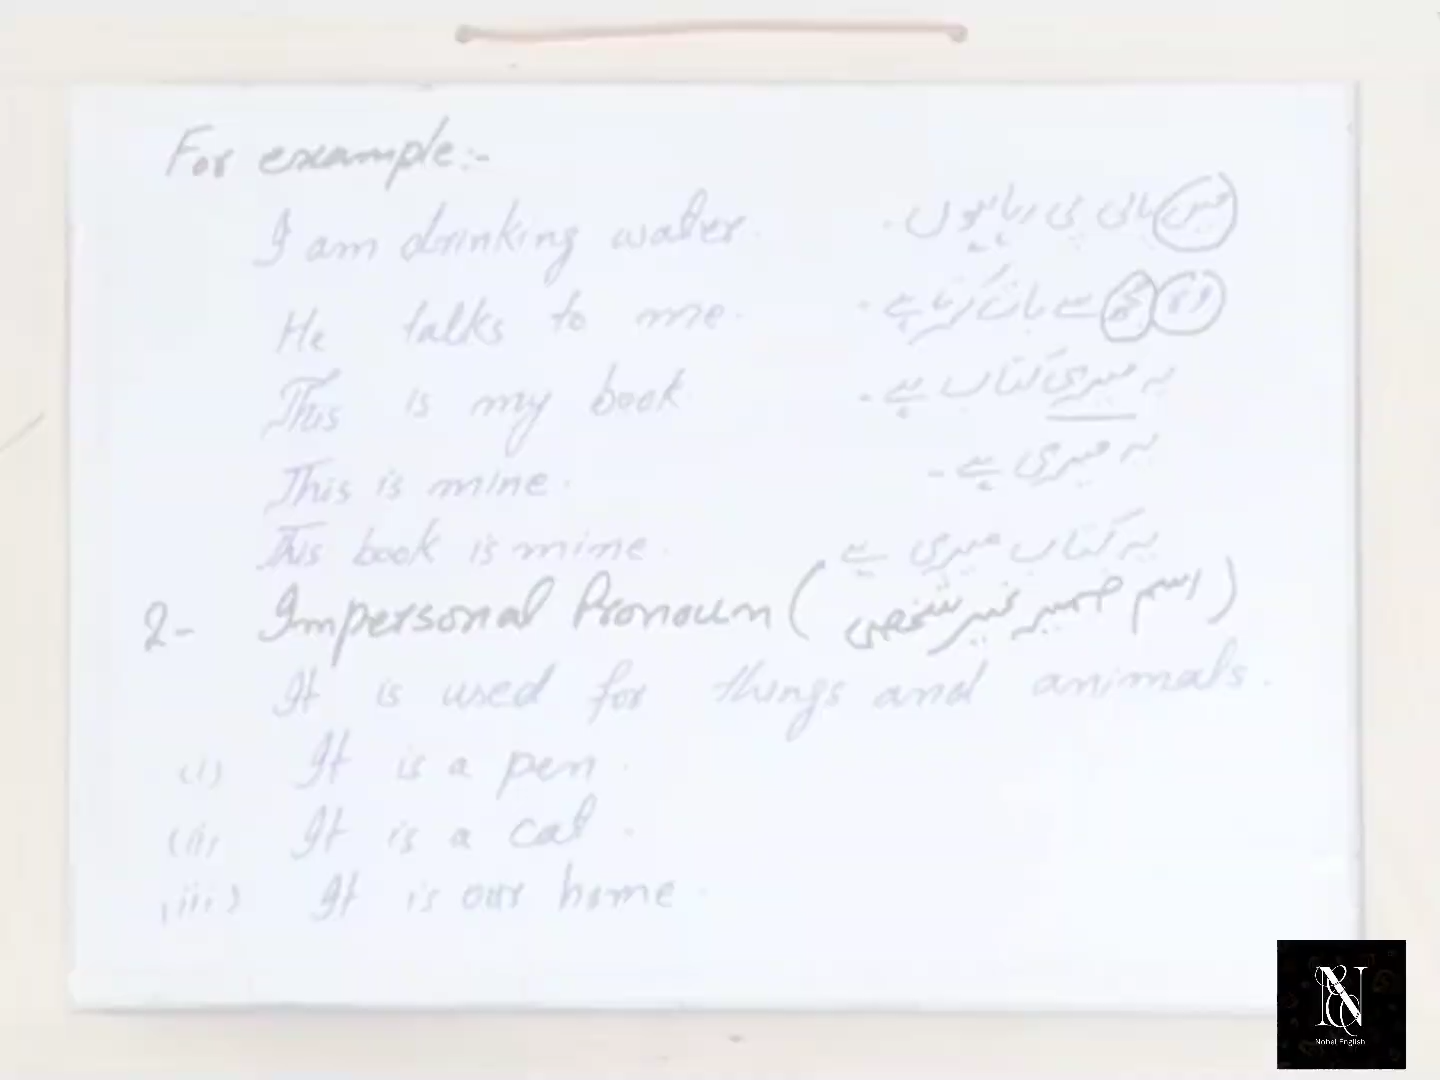 For example:-
I am drinking water. میں پانی پی رہا ہوں۔
He talks to me. وہ مجھ سے بات کرتا ہے۔
This is my book یہ میری کتاب ہے۔
This is mine. یہ میری ہے۔
This book is mine. یہ کتاب میری ہے
2- Impersonal Pronoun (اسم ضمیر غیر شخصی)
It is used for things and animals.
(i) It is a pen.
(ii) It is a cat.
(iii) It is our home.
Nobel English